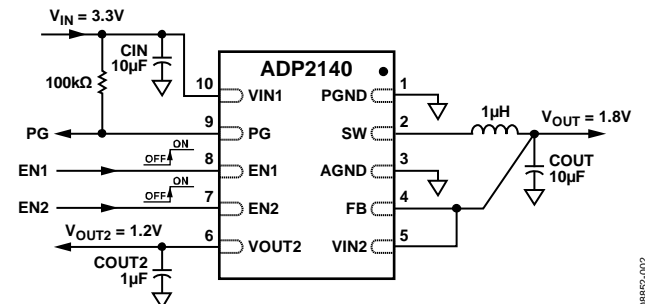 VIN = 3.3V
CIN
10µF
100kΩ
ADP2140
10
VIN1
1
PGND
1µH
VOUT = 1.8V
PG
9
PG
2
SW
EN1
OFF
ON
8
EN1
3
AGND
COUT
10µF
EN2
OFF
ON
7
EN2
4
FB
VOUT2 = 1.2V
6
VOUT2
5
VIN2
COUT2
1µF
08852-002